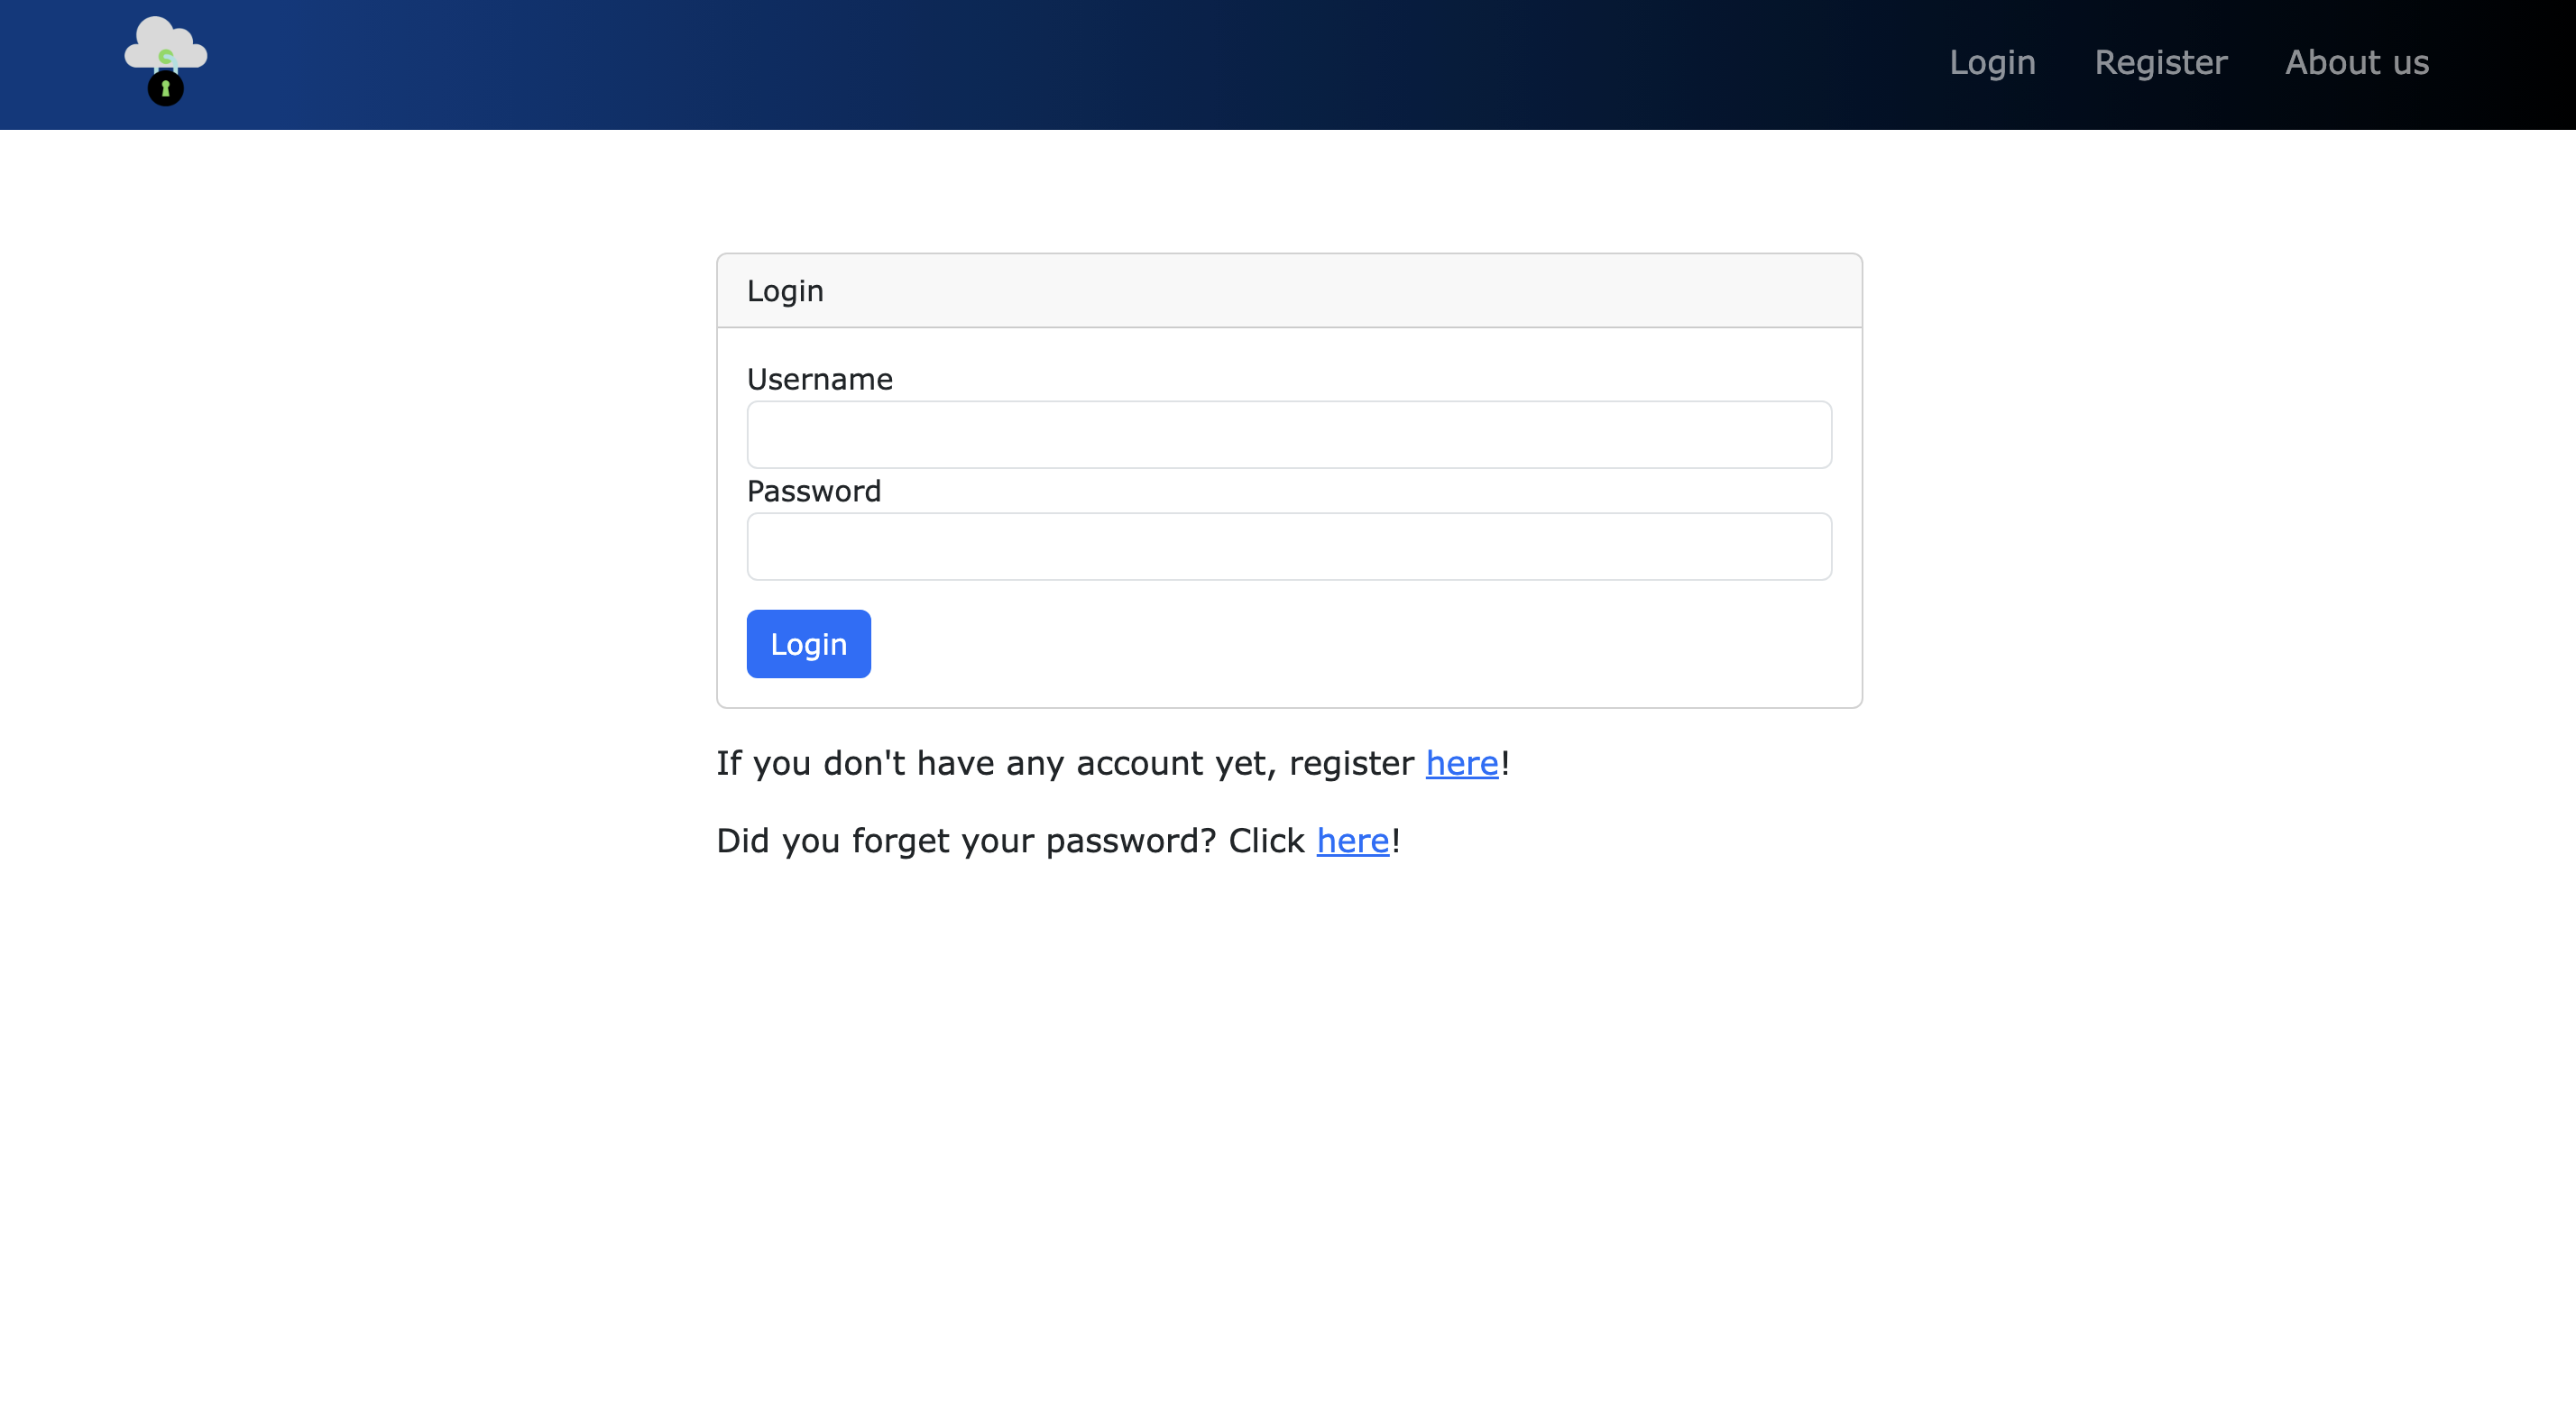 Login Register About us
Login
Username
Password
Login
If you don't have any account yet, register here!
Did you forget your password? Click here!